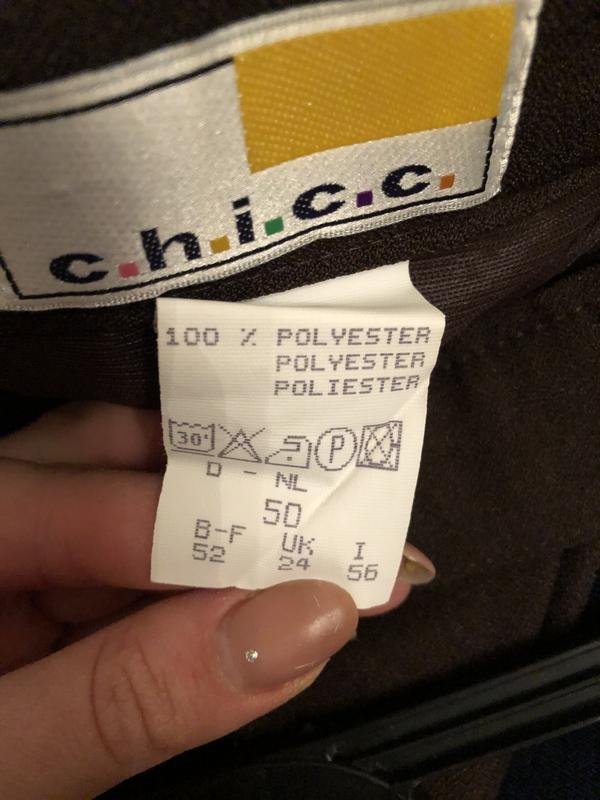 c.h.i.c.c.
100 % POLYESTER
POLYESTER
POLIESTER
30° P
D - NL
50
B-F UK I
52 24 56